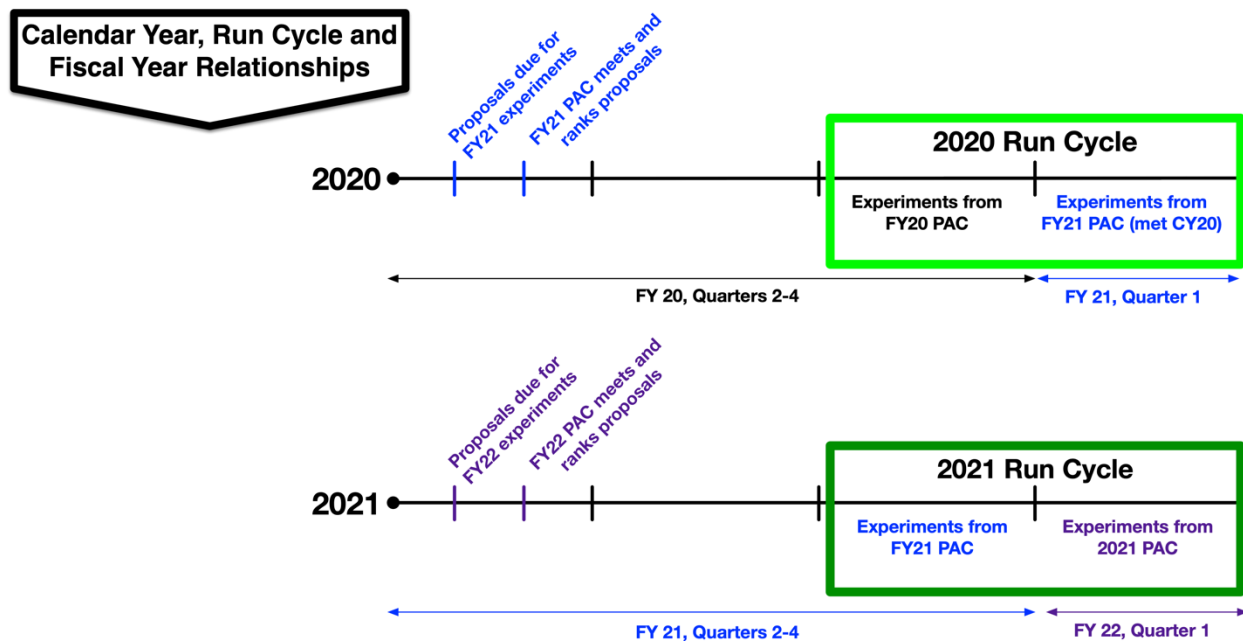 Calendar Year, Run Cycle and
Fiscal Year Relationships
Proposals due for
FY21 experiments
FY21 PAC meets and
ranks proposals
2020
2020 Run Cycle
Experiments from
FY20 PAC
Experiments from
FY21 PAC (met CY20)
FY 20, Quarters 2-4
FY 21, Quarter 1
Proposals due for
FY22 experiments
FY22 PAC meets and
ranks proposals
2021
2021 Run Cycle
Experiments from
FY21 PAC
Experiments from
2021 PAC
FY 21, Quarters 2-4
FY 22, Quarter 1